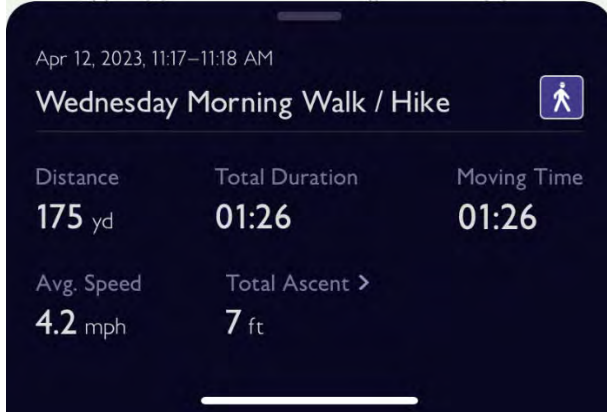 Apr 12, 2023, 11:17–11:18 AM
Wednesday Morning Walk / Hike
Distance Total Duration Moving Time
175 yd 01:26 01:26
Avg. Speed Total Ascent >
4.2 mph 7 ft